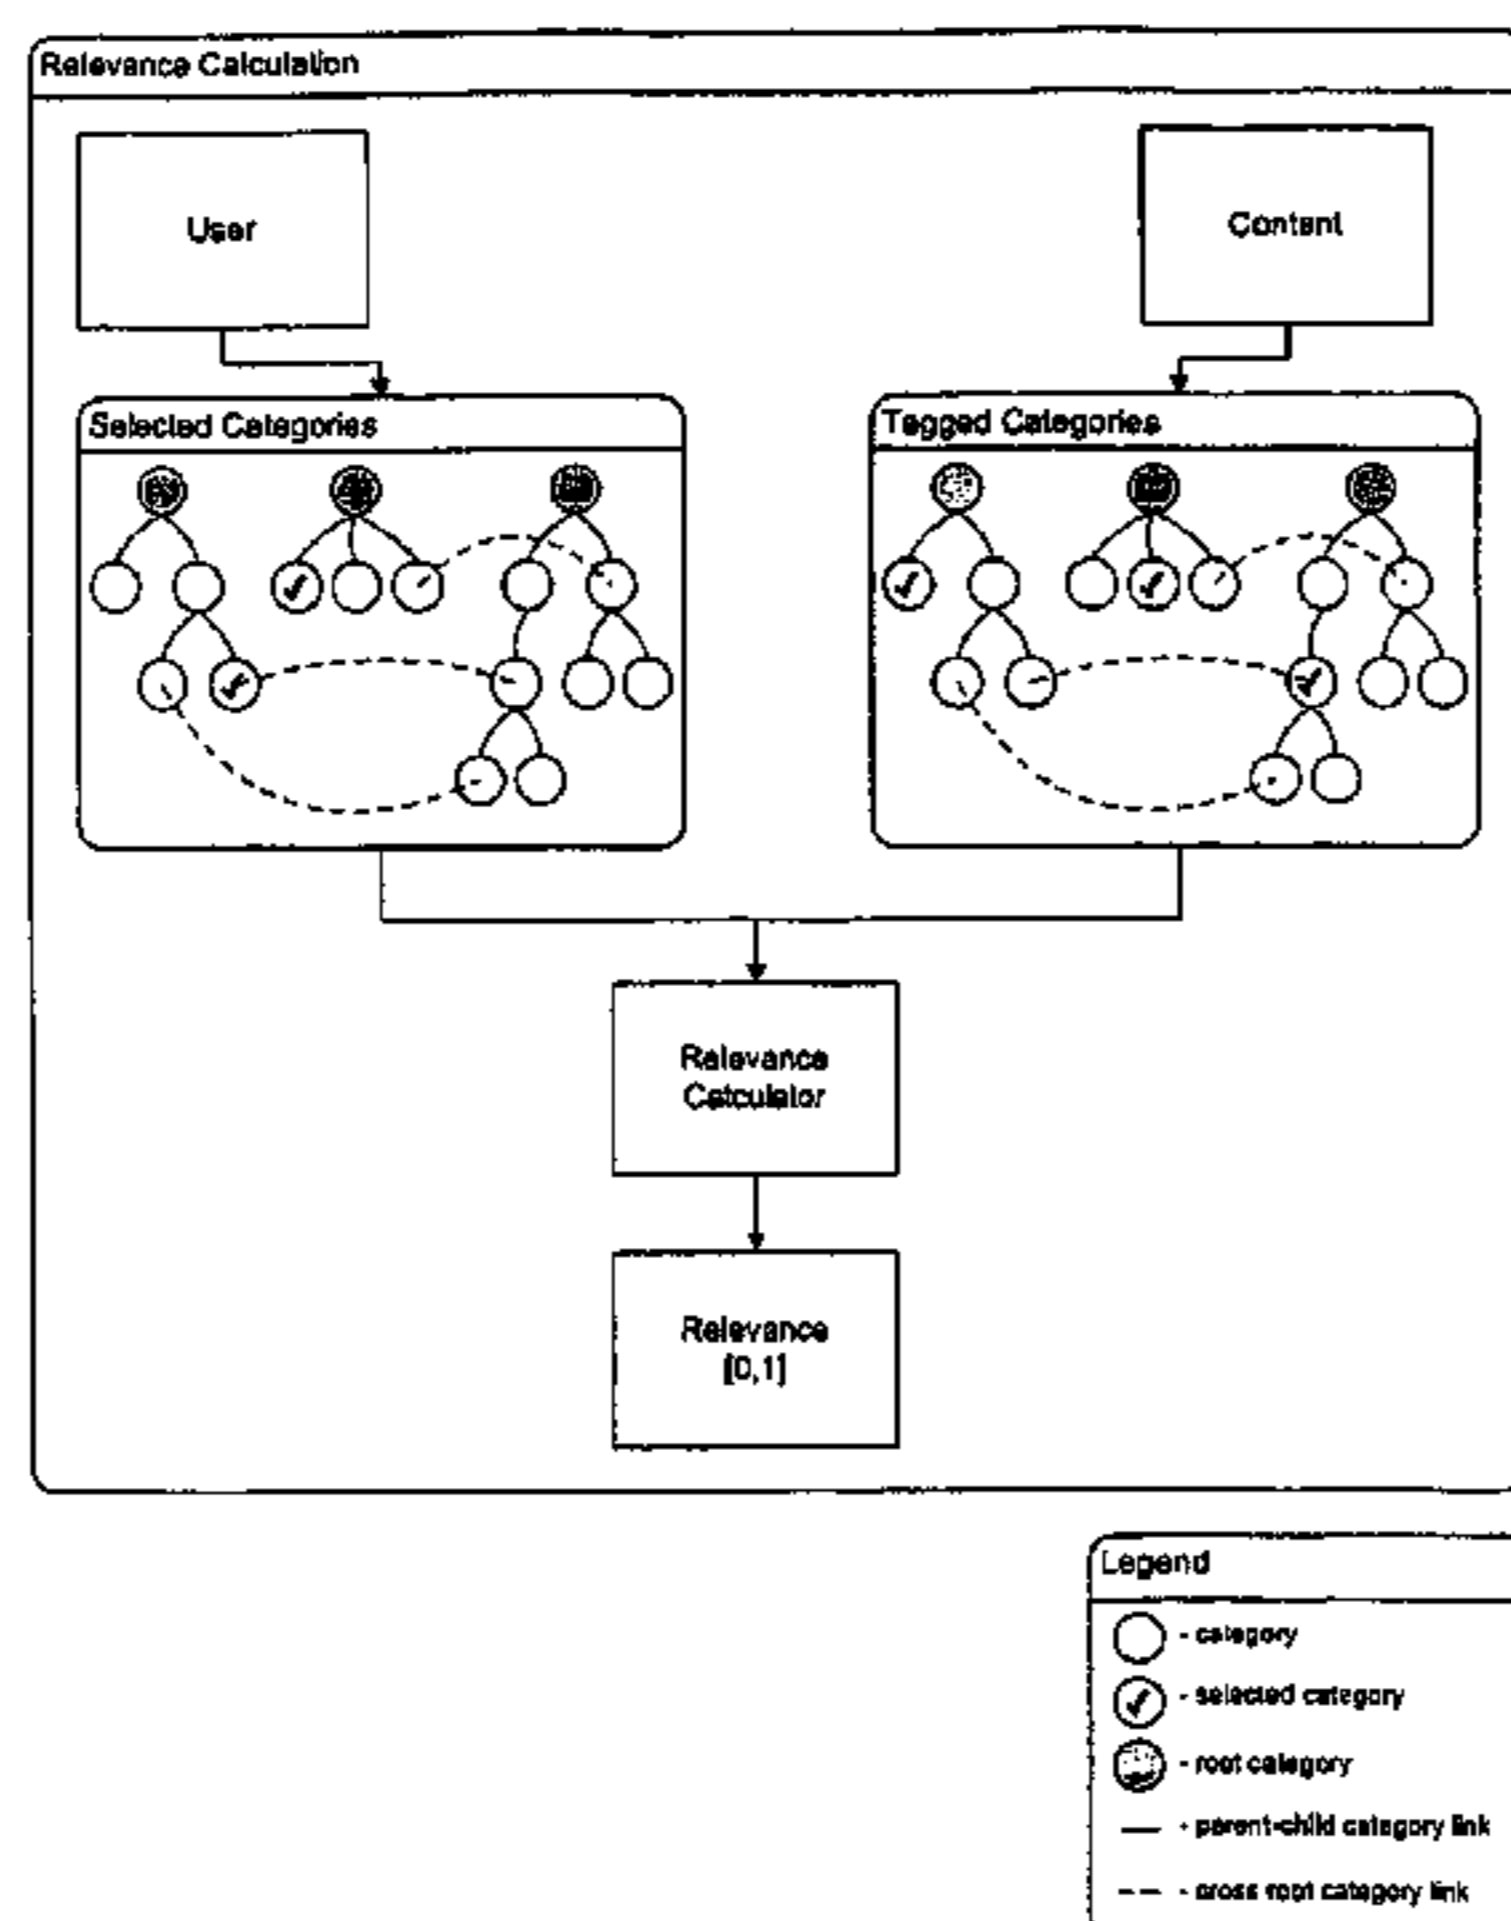 Relevance Calculation
User
Content
Selected Categories
Tagged Categories
Relevance
Calculator
Relevance
[0,1]
Legend
- category
- selected category
- root category
- parent-child category link
- cross root category link